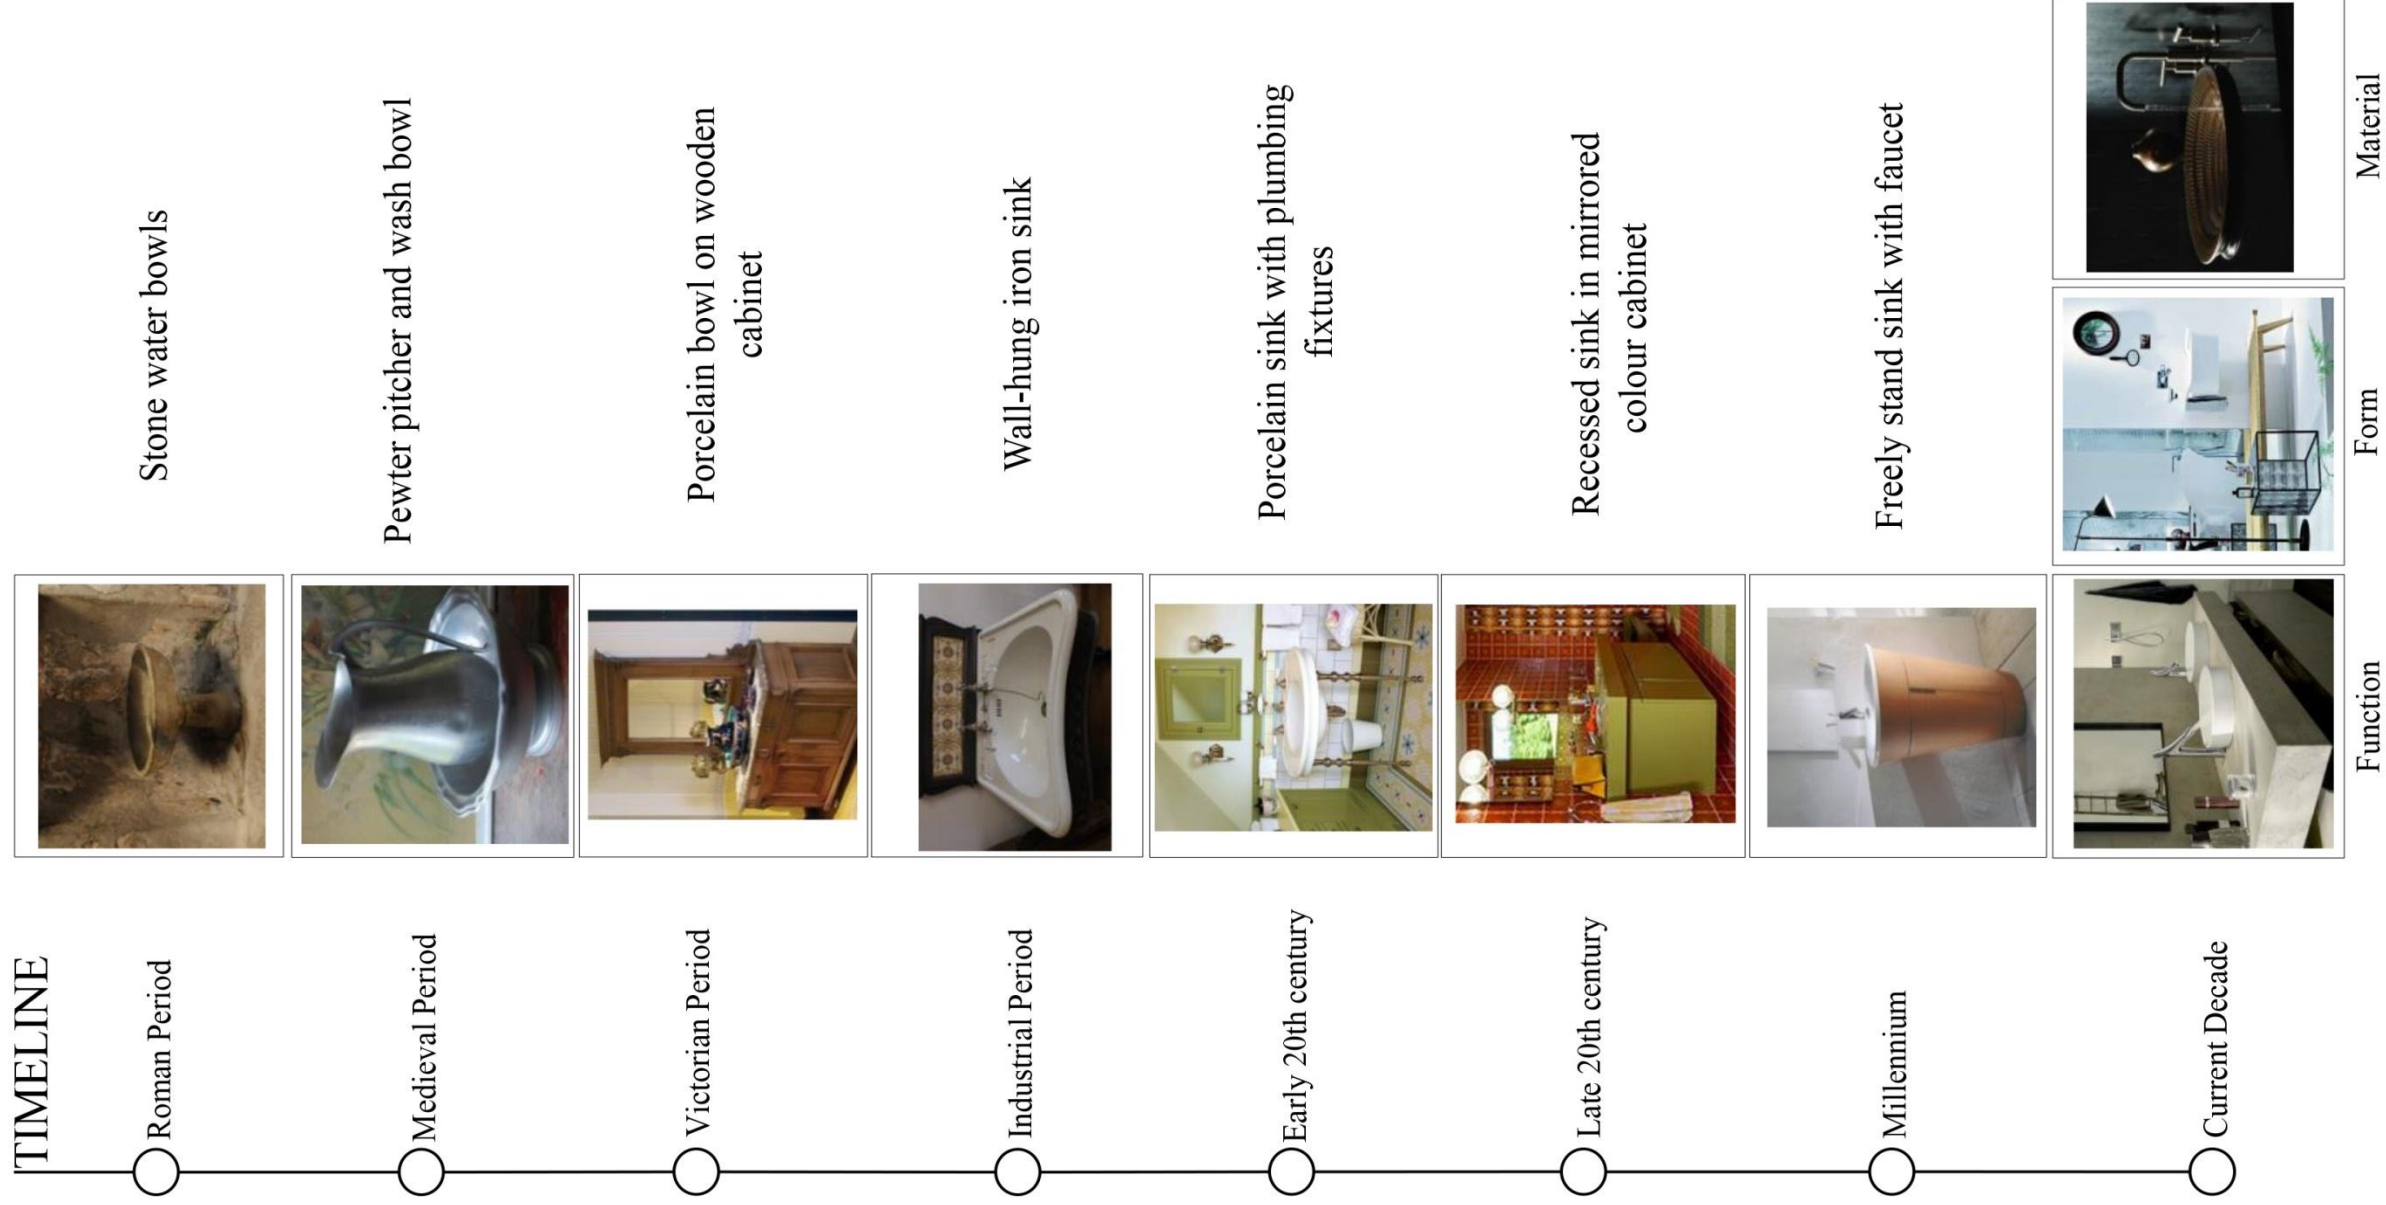 TIMELINE
Roman Period
Stone water bowls
Medieval Period
Pewter pitcher and wash bowl
Victorian Period
Porcelain bowl on wooden
cabinet
Industrial Period
Wall-hung iron sink
Early 20th century
Porcelain sink with plumbing
fixtures
Late 20th century
Recessed sink in mirrored
colour cabinet
Millennium
Freely stand sink with faucet
Current Decade
Function
Form
Material